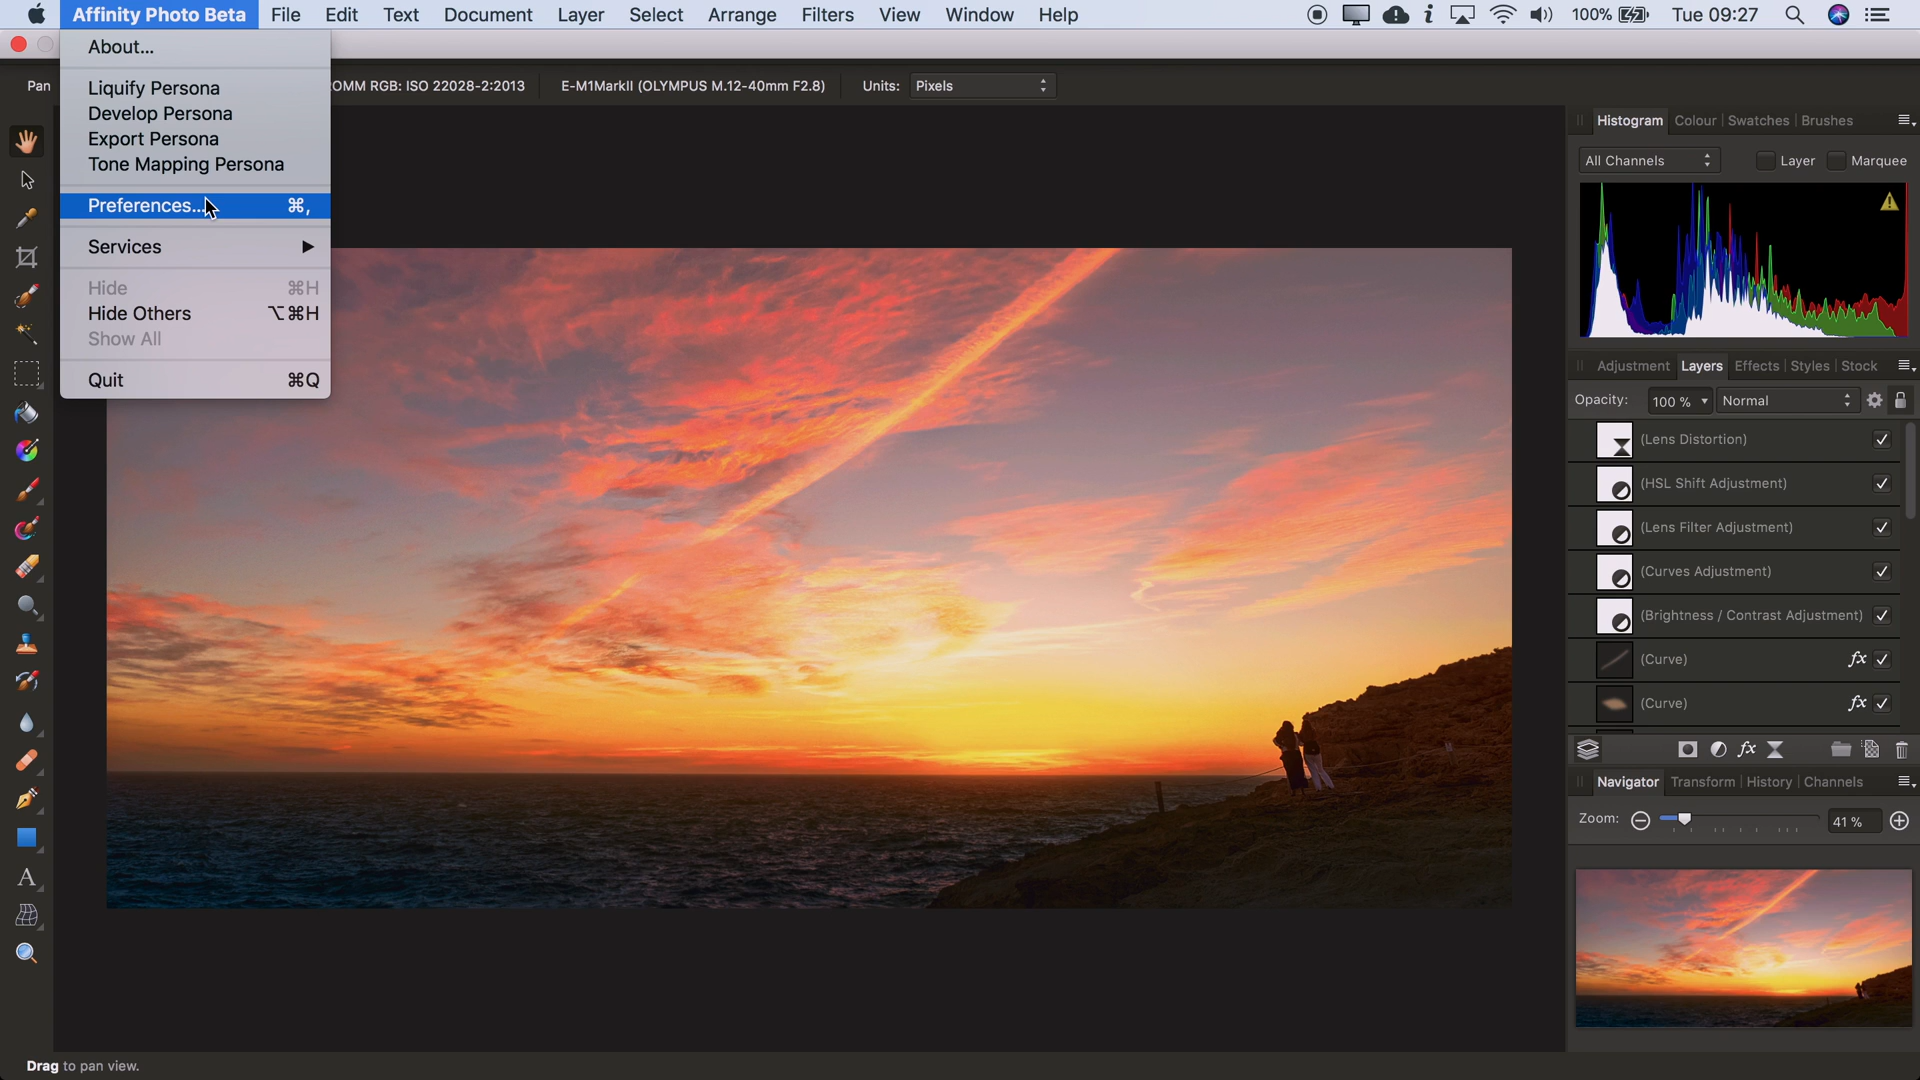 Affinity Photo Beta File Edit Text Document Layer Select Arrange Filters View Window Help 100% Tue 09:27
About...
Liquify Persona
Develop Persona
Export Persona
Tone Mapping Persona
Preferences... ⌘,
Services ▶
Hide ⌘H
Hide Others ⌥⌘H
Show All
Quit ⌘Q
Pan OMM RGB: ISO 22028-2:2013 E-M1MarkII (OLYMPUS M.12-40mm F2.8) Units: Pixels
Histogram Colour Swatches Brushes
All Channels Layer Marquee
Adjustment Layers Effects Styles Stock
Opacity: 100 % Normal
(Lens Distortion)
(HSL Shift Adjustment)
(Lens Filter Adjustment)
(Curves Adjustment)
(Brightness / Contrast Adjustment)
(Curve) fx
(Curve) fx
fx
Navigator Transform History Channels
Zoom: 41 %
A
Drag to pan view.